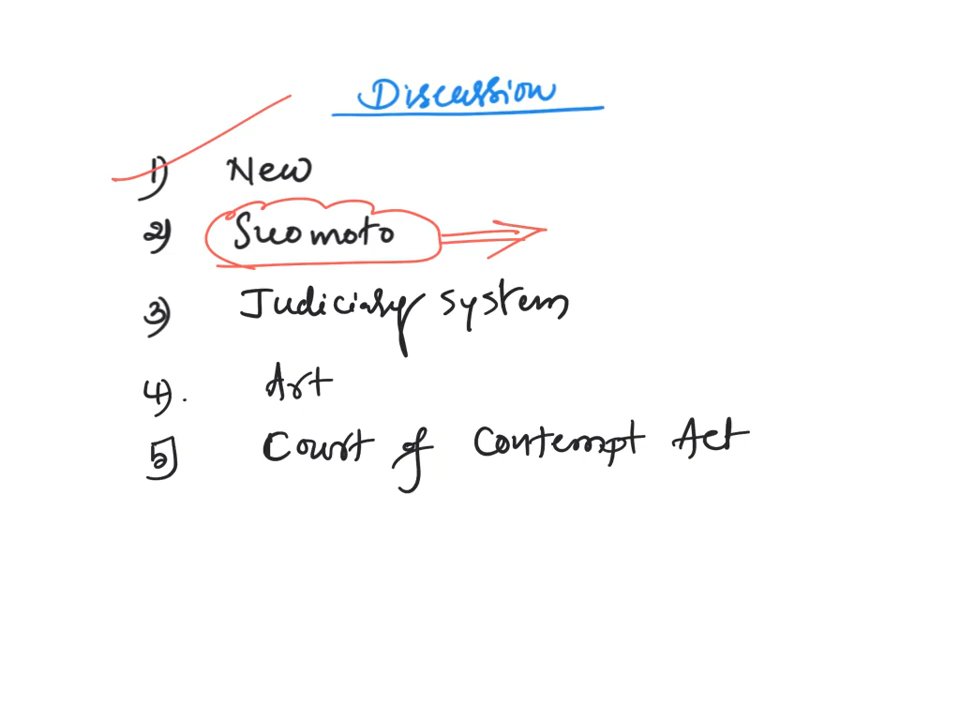 Discussion
1) New
2) Suomoto
3) Judiciary system
4). Art
5) Court of Contempt Act